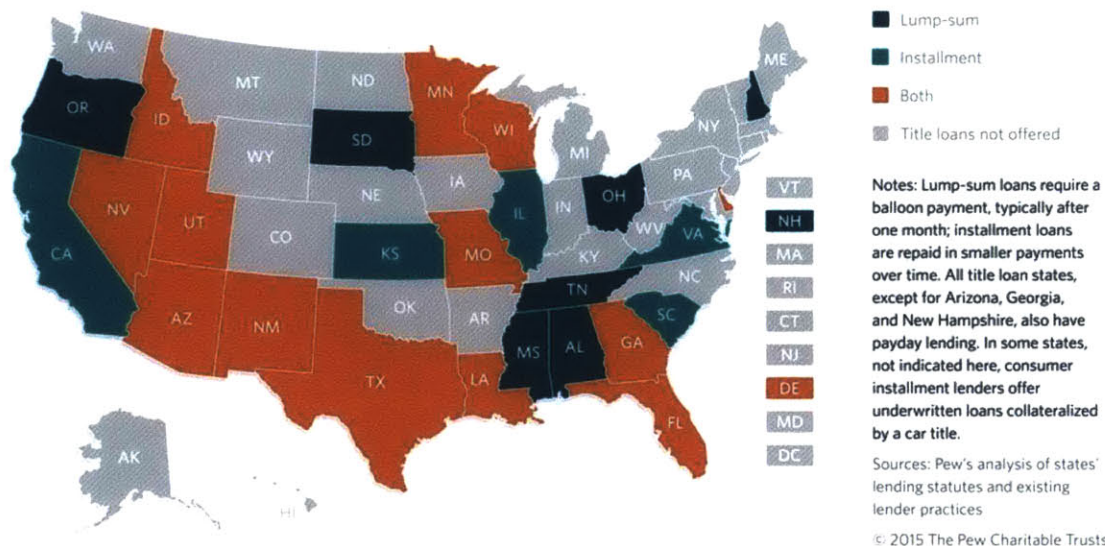 WA
MT
ND
MN
ME
OR
ID
SD
WI
NY
WY
MI
IA
NE
PA
NV
UT
CO
IL
IN
OH
WV
VA
CA
KS
MO
KY
NC
TN
AZ
NM
OK
AR
SC
MS
AL
GA
TX
LA
FL
AK
HI
VT
NH
MA
RI
CT
NJ
DE
MD
DC
Lump-sum
Installment
Both
Title loans not offered
Notes: Lump-sum loans require a
balloon payment, typically after
one month; installment loans
are repaid in smaller payments
over time. All title loan states,
except for Arizona, Georgia,
and New Hampshire, also have
payday lending. In some states,
not indicated here, consumer
installment lenders offer
underwritten loans collateralized
by a car title.
Sources: Pew's analysis of states'
lending statutes and existing
lender practices
© 2015 The Pew Charitable Trusts